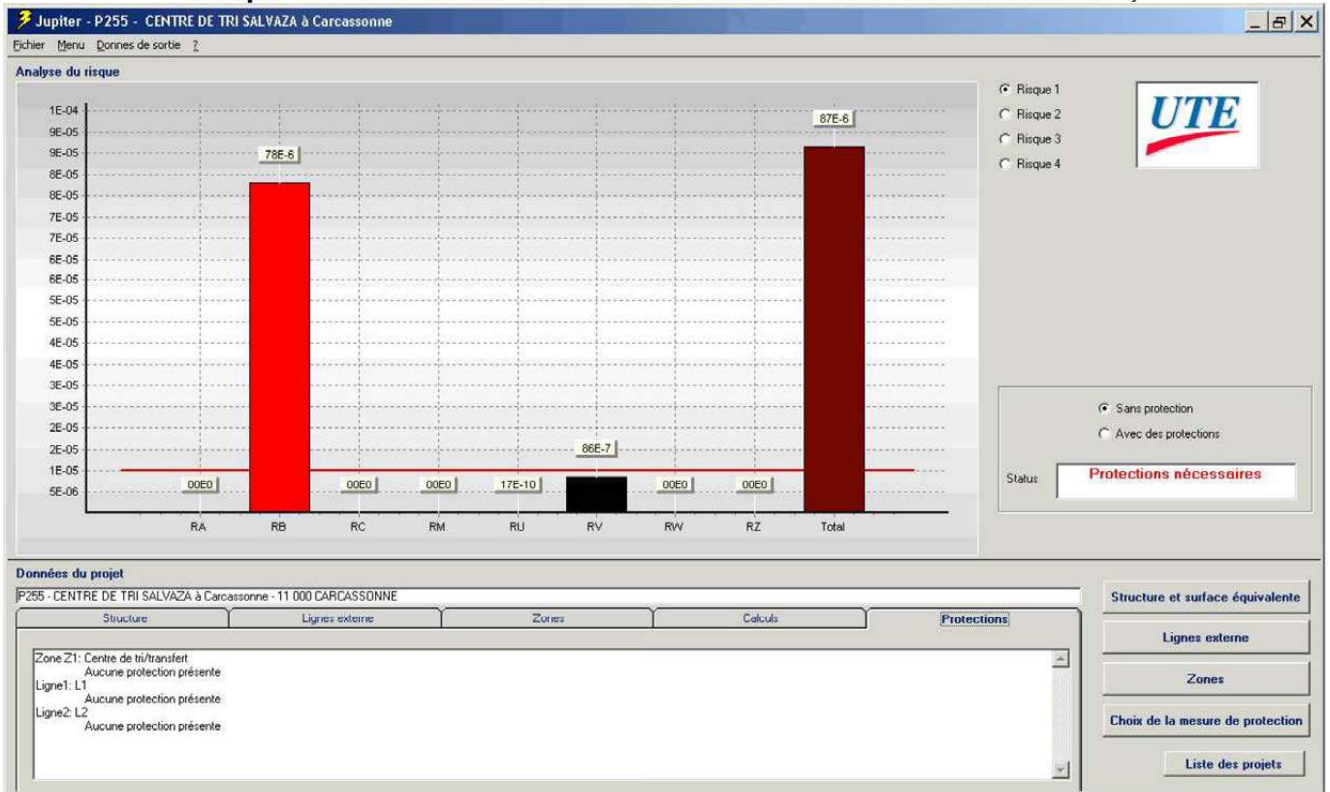 Jupiter - P255 - CENTRE DE TRI SALVAZA à Carcassonne
Fichier Menu Donnes de sortie ?
Analyse du risque
1E-04
9E-05
9E-05
8E-05
8E-05
7E-05
7E-05
6E-05
6E-05
5E-05
5E-05
4E-05
4E-05
3E-05
3E-05
2E-05
2E-05
1E-05
5E-06
00E0
78E-6
00E0
00E0
17E-10
86E-7
00E0
00E0
87E-6
RA RB RC RM RU RV RW RZ Total
Risque 1
Risque 2
Risque 3
Risque 4
UTE
Sans protection
Avec des protections
Status Protections nécessaires
Données du projet
P255 - CENTRE DE TRI SALVAZA à Carcassonne - 11 000 CARCASSONNE
Structure Lignes externe Zones Calculs Protections
Zone Z1: Centre de tri/transfert
Aucune protection présente
Ligne1: L1
Aucune protection présente
Ligne2: L2
Aucune protection présente
Structure et surface équivalente
Lignes externe
Zones
Choix de la mesure de protection
Liste des projets